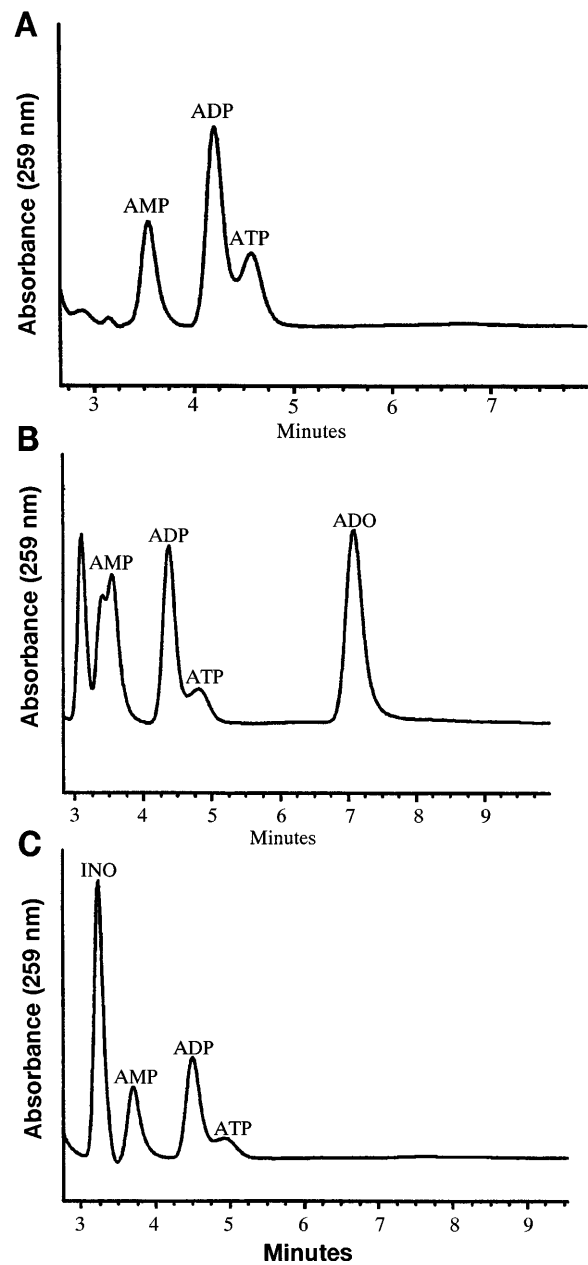 A
Absorbance (259 nm)
ADP
AMP
ATP
3 4 5 6 7
Minutes
B
Absorbance (259 nm)
ADO
ADP
AMP
ATP
3 4 5 6 7 8 9
Minutes
C
Absorbance (259 nm)
INO
ADP
AMP
ATP
3 4 5 6 7 8 9
Minutes